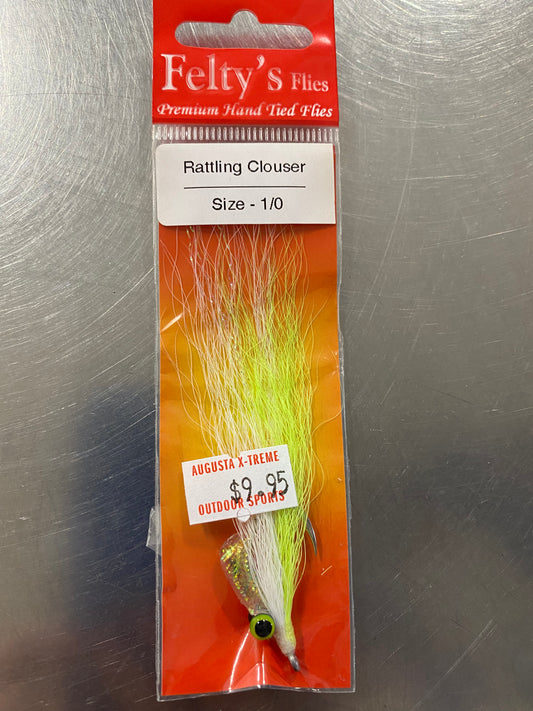 Felty's Flies
Premium Hand Tied Flies
Rattling Clouser
Size - 1/0
AUGUSTA X-TREME
$9.95
OUTDOOR SPORTS